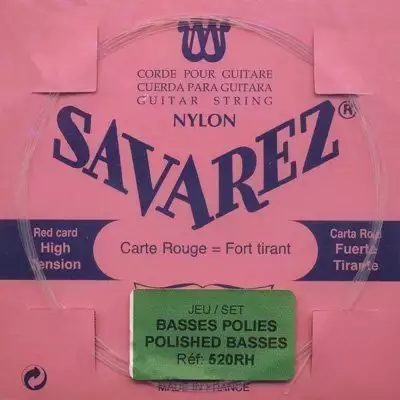 CORDE POUR GUITARE
CUERDA PARA GUITARA
GUITAR STRING
NYLON
SAVAREZ®
Red card
High
Tension
Carte Rouge = Fort tirant
Carta Roja
Fuerte
Tirante
JEU / SET
BASSES POLIES
POLISHED BASSES
Réf: 520RH
MADE IN FRANCE